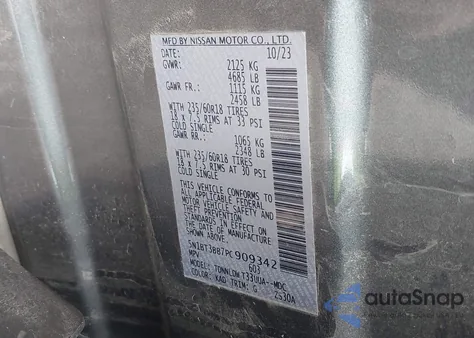 MFD BY NISSAN MOTOR CO., LTD.
DATE: 10/23
GVWR: 2125 KG
4685 LB
GAWR FR.: 1115 KG
2458 LB
WITH 235/60R18 TIRES
18 x 7.5 RIMS AT 33 PSI
COLD SINGLE
GAWR RR.: 1065 KG
2348 LB
WITH 235/60R18 TIRES
18 x 7.5 RIMS AT 30 PSI
COLD SINGLE
THIS VEHICLE CONFORMS TO
ALL APPLICABLE FEDERAL
MOTOR VEHICLE SAFETY AND
THEFT PREVENTION
STANDARDS IN EFFECT ON
THE DATE OF MANUFACTURE
SHOWN ABOVE.
5N1BT3BB7PC909342
MPV 603
MODEL: T33UUA--MDC
COLOR: KAD TRIM: G 2S30A
autoSnap